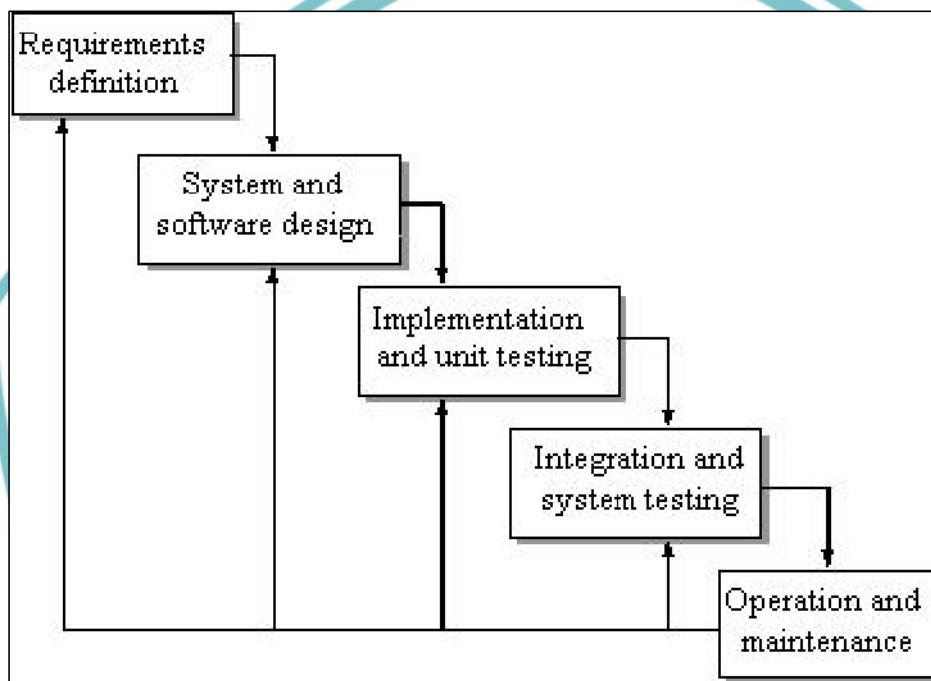 Requirements
definition
System and
software design
Implementation
and unit testing
Integration and
system testing
Operation and
maintenance